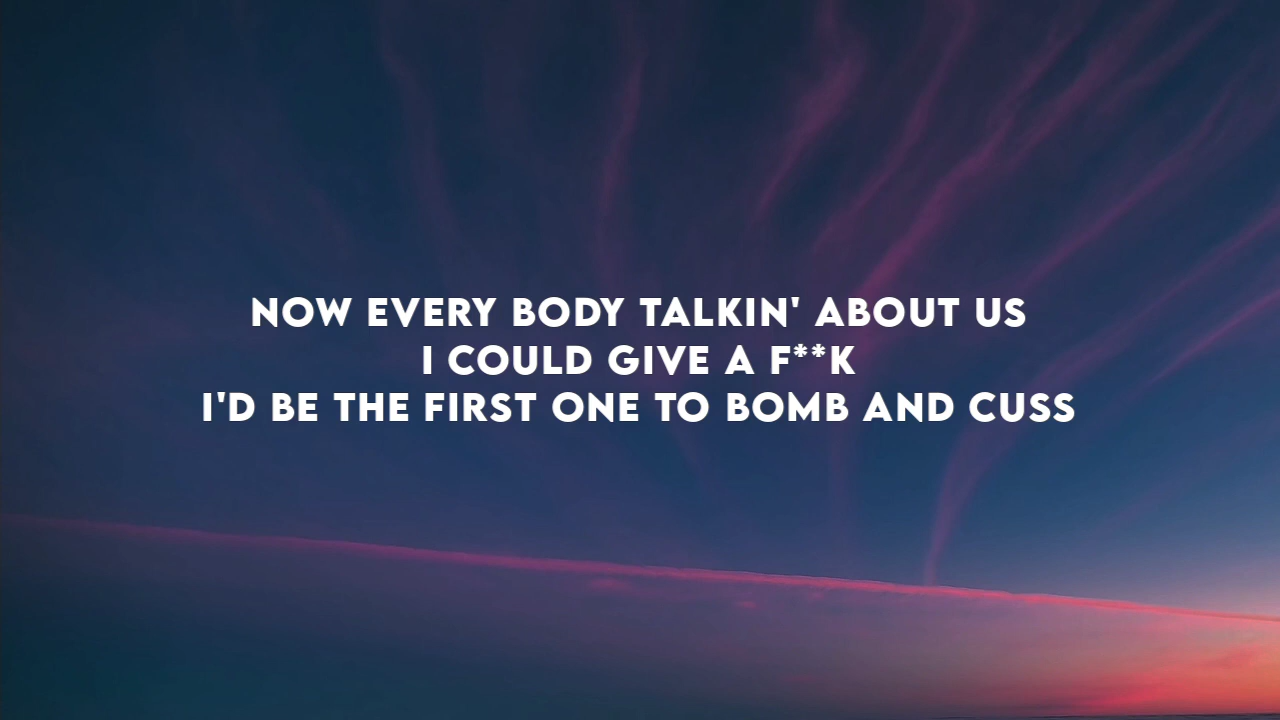 NOW EVERY BODY TALKIN' ABOUT US
I COULD GIVE A F**K
I'D BE THE FIRST ONE TO BOMB AND CUSS